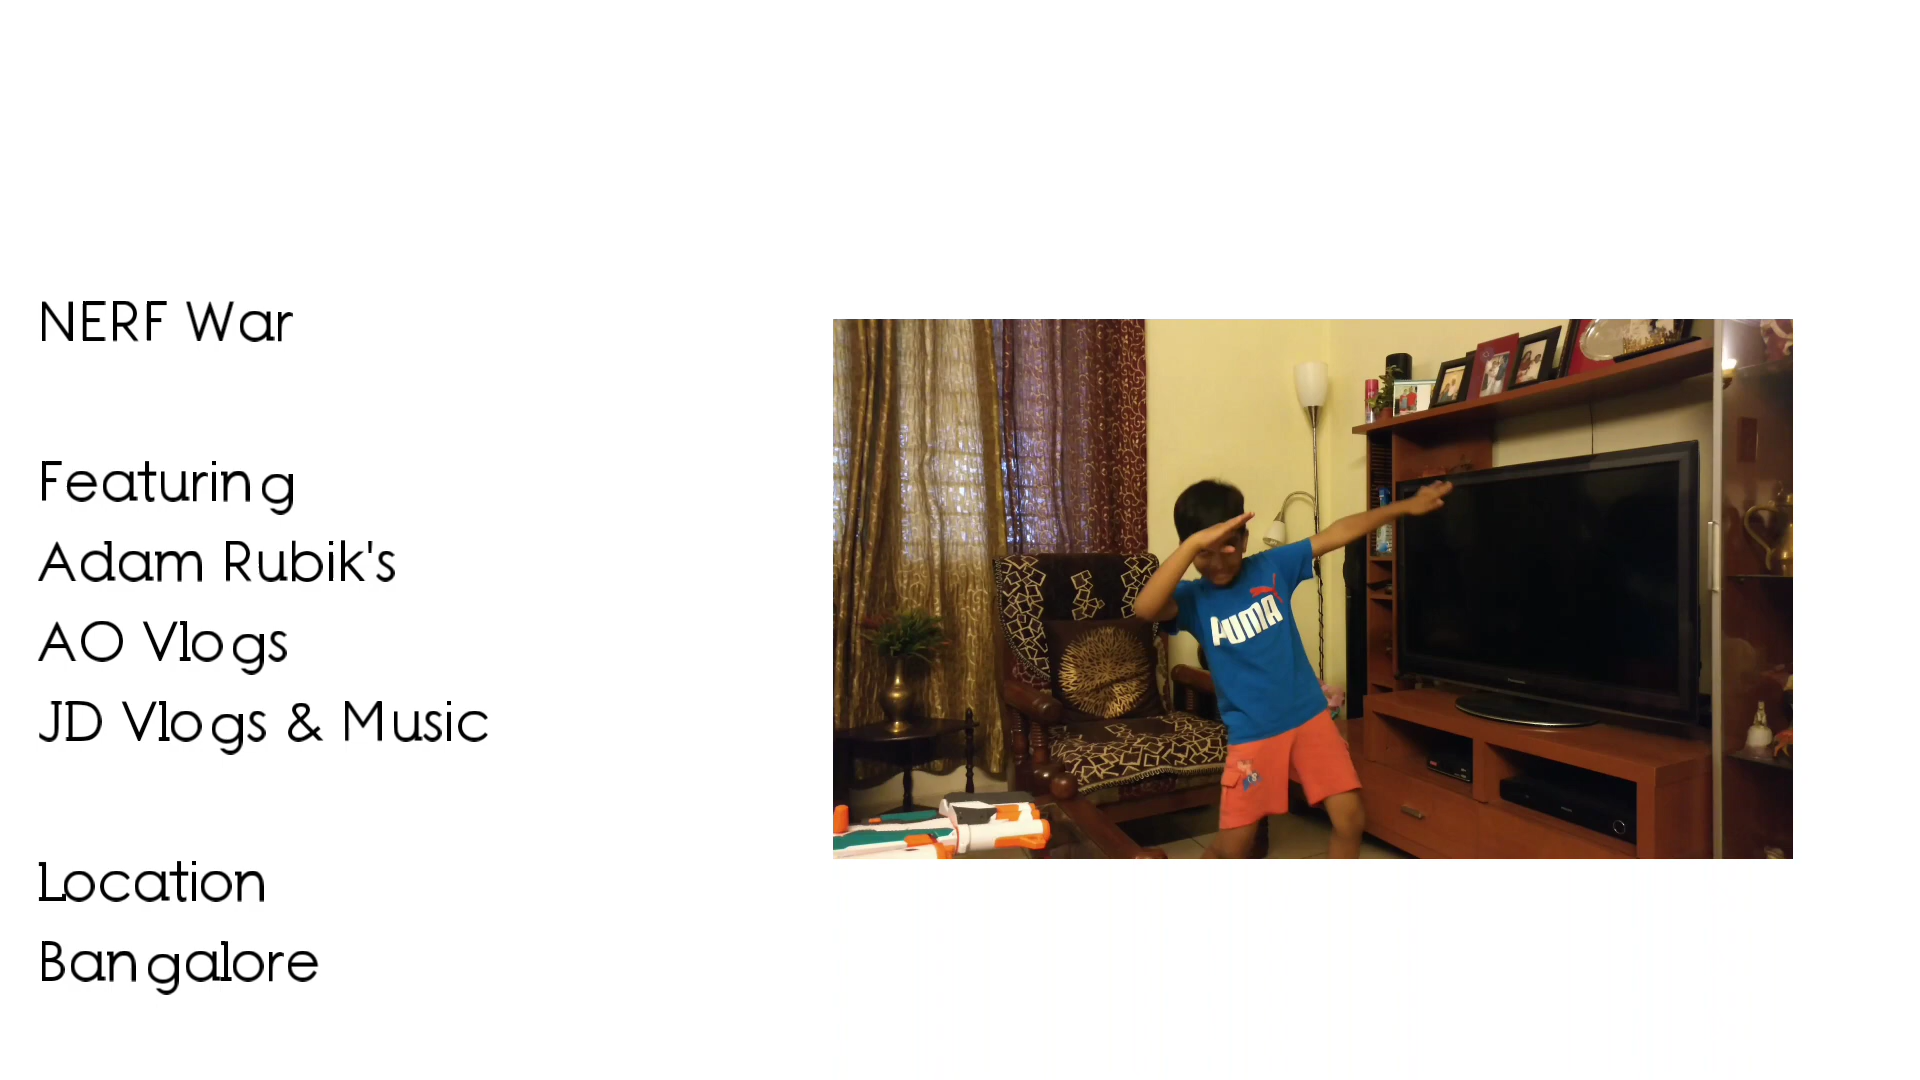 NERF War
Featuring
Adam Rubik's
AO Vlogs
JD Vlogs & Music
Location
Bangalore
PUMA